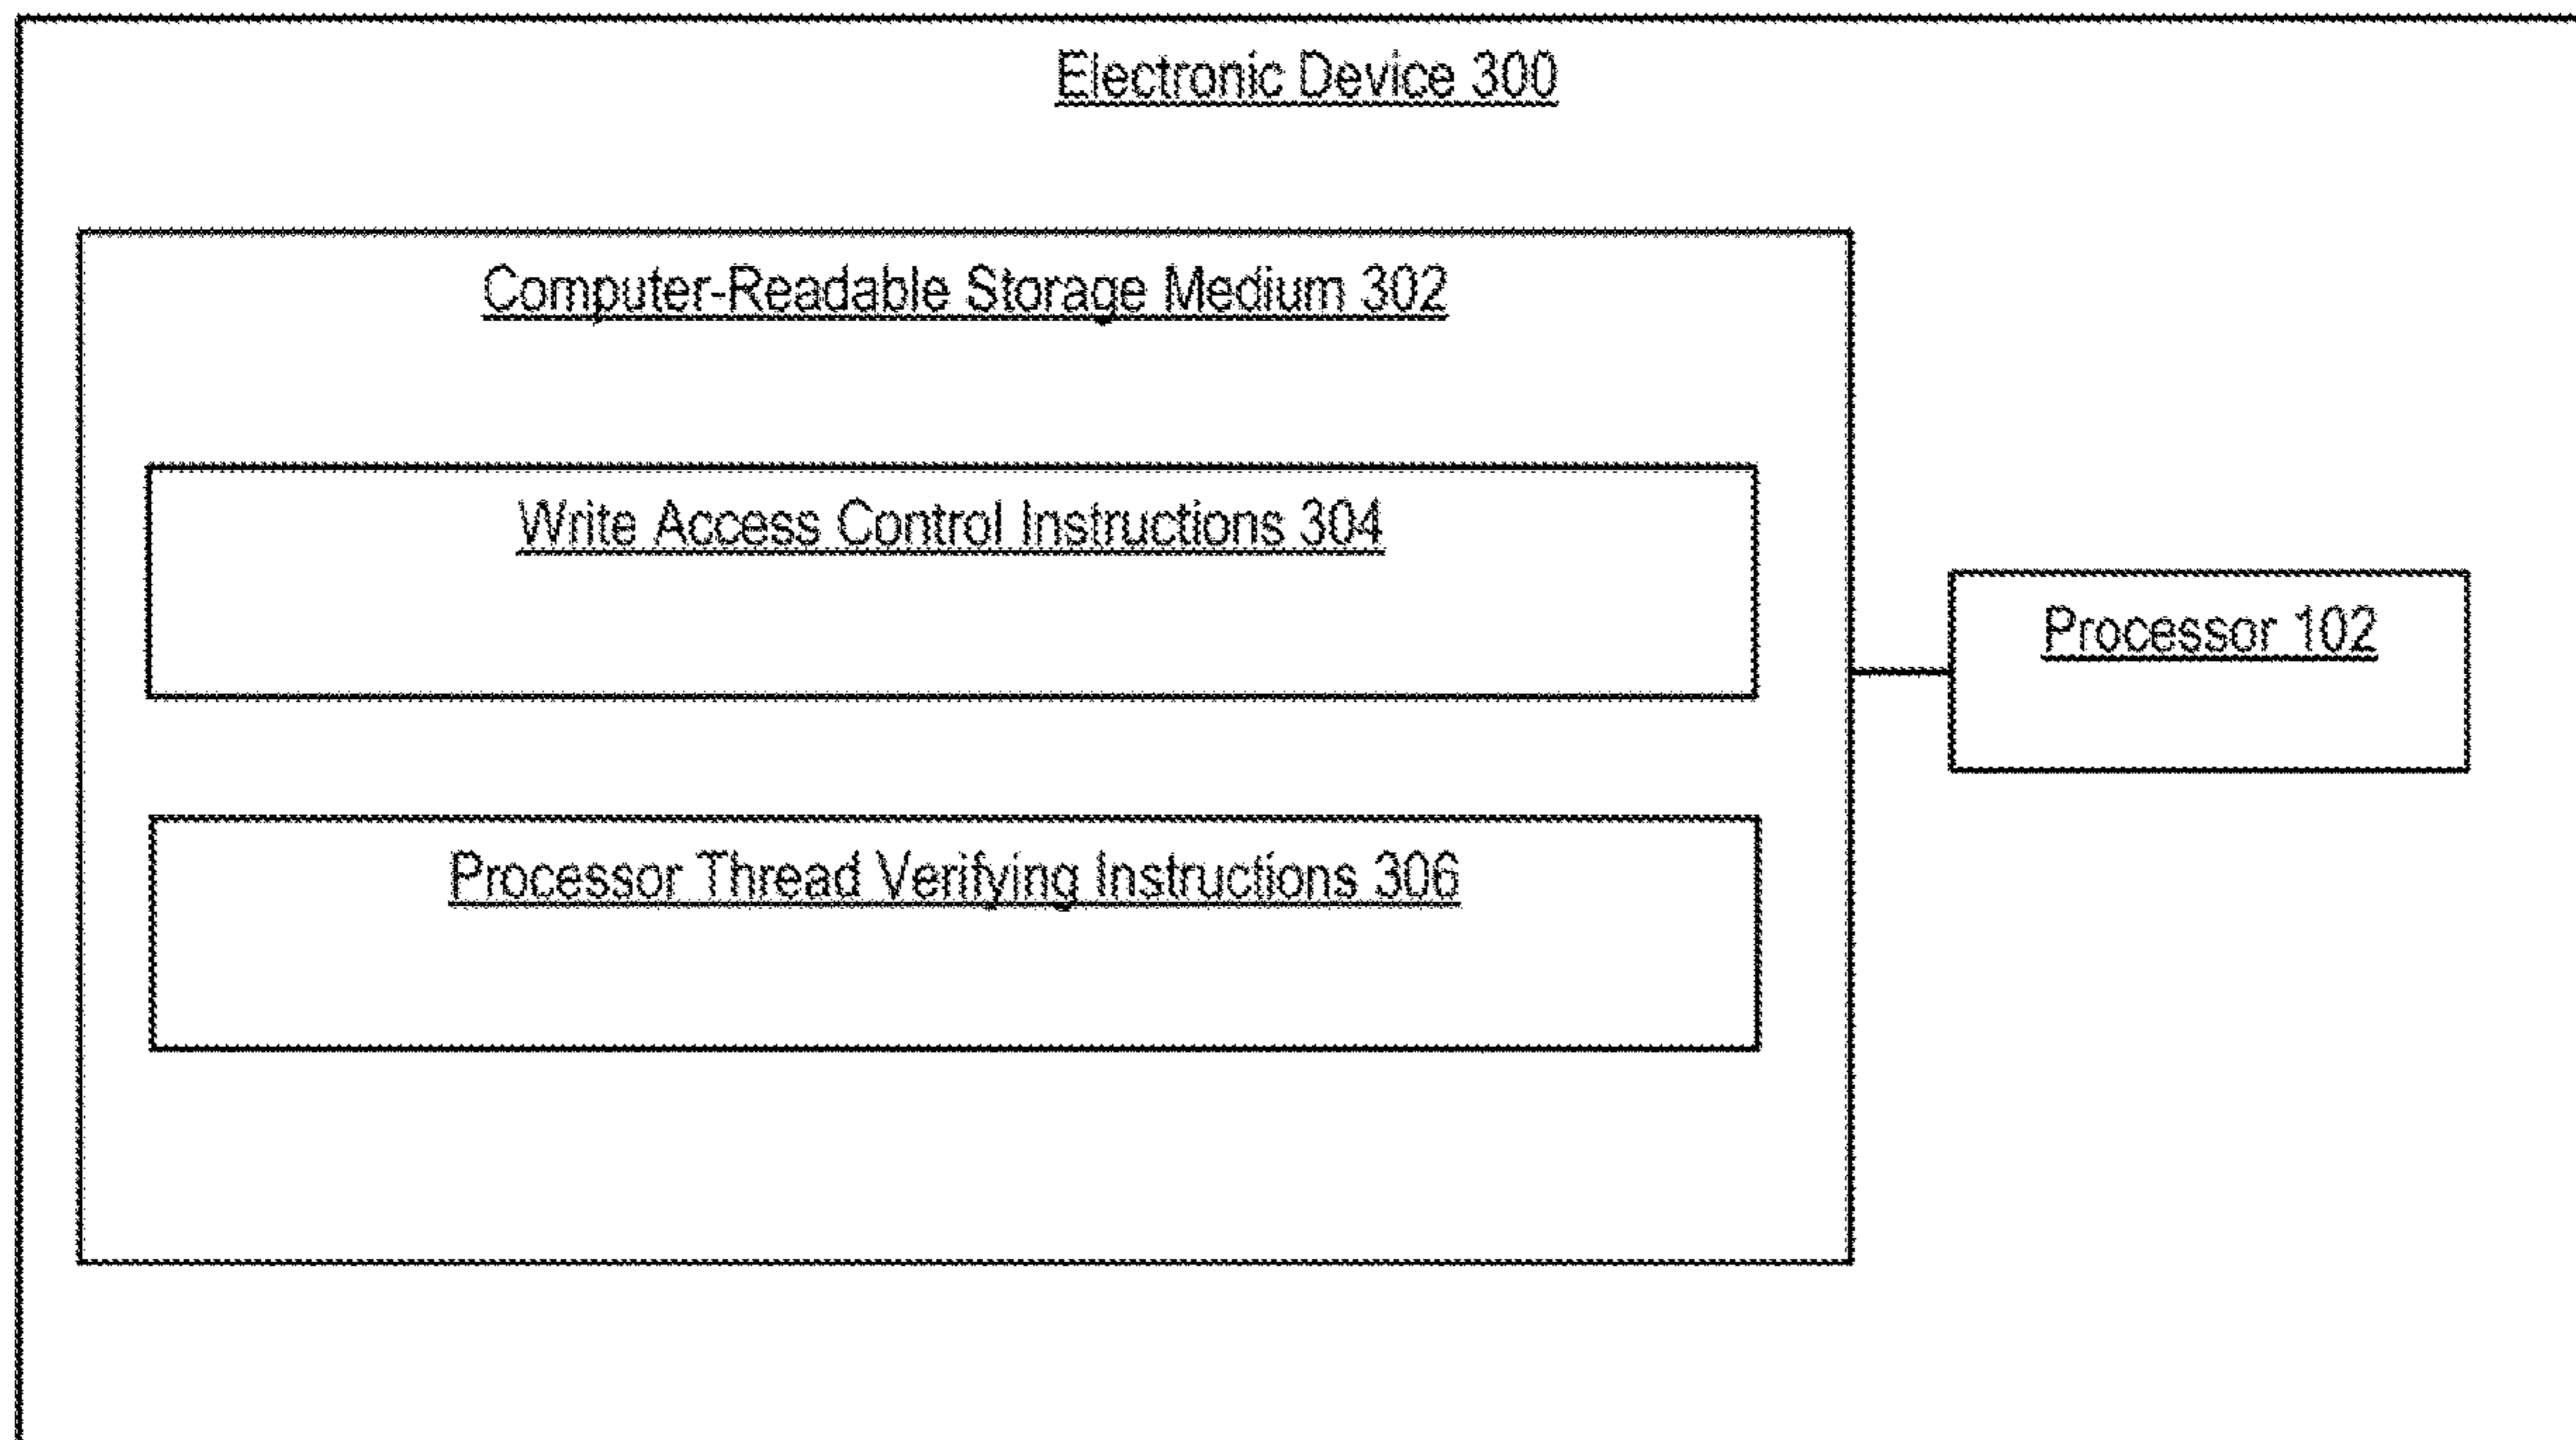 Electronic Device 300
Computer-Readable Storage Medium 302
Write Access Control Instructions 304
Processor 102
Processor Thread Verifying Instructions 306